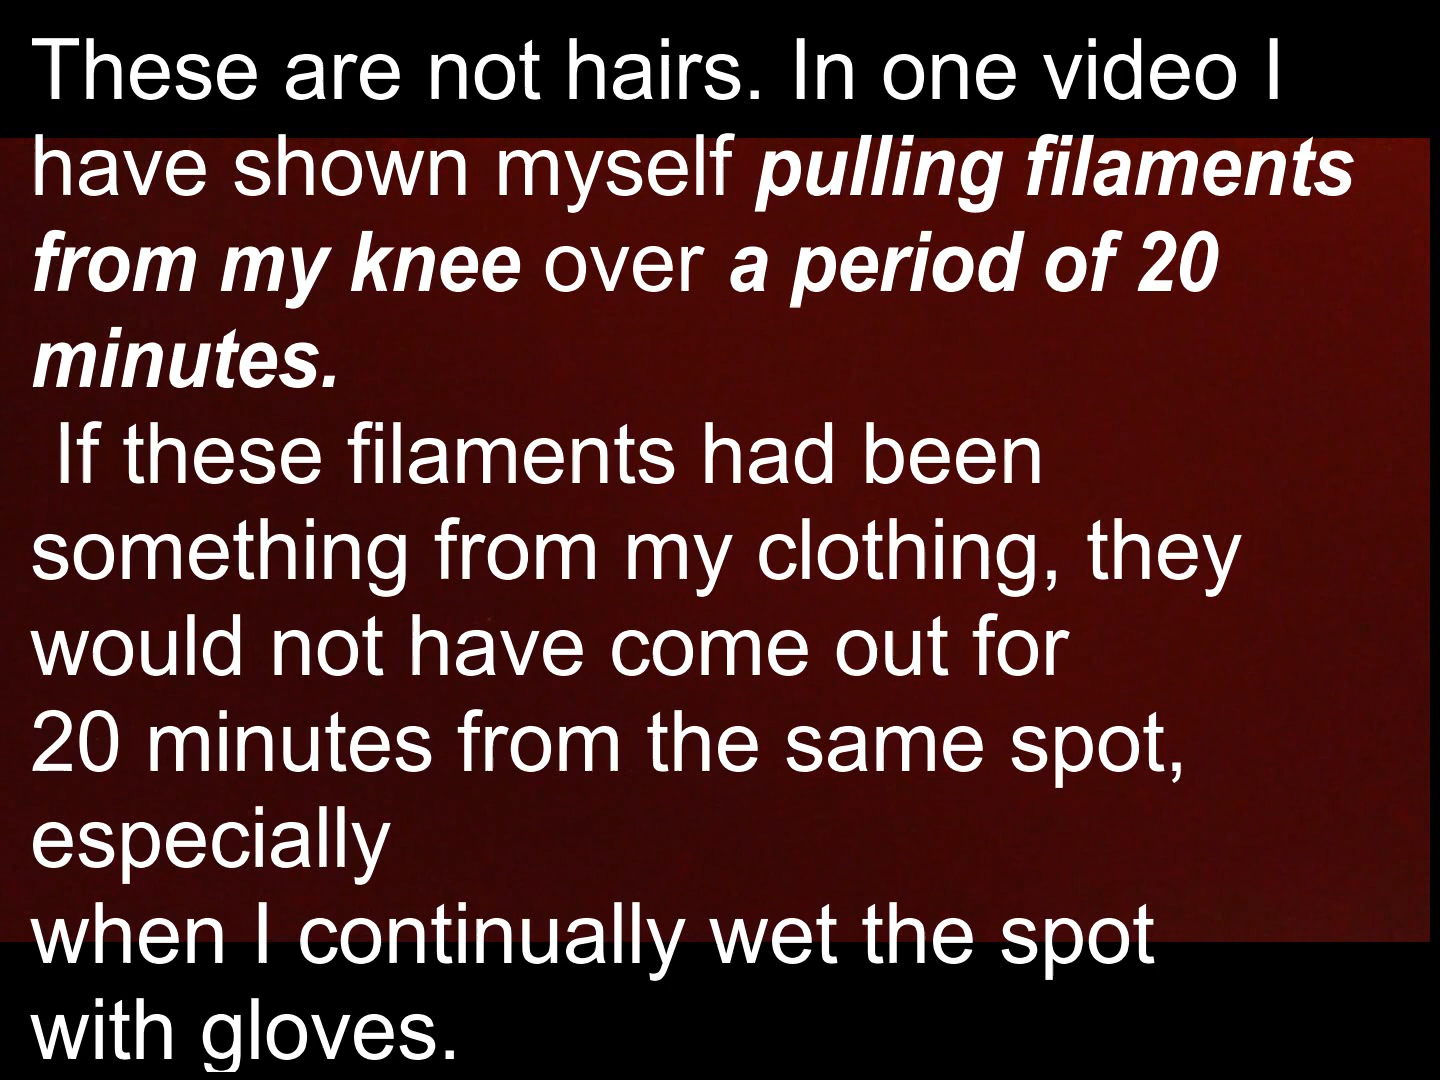 These are not hairs. In one video I
have shown myself pulling filaments
from my knee over a period of 20
minutes.
If these filaments had been
something from my clothing, they
would not have come out for
20 minutes from the same spot,
especially
when I continually wet the spot
with gloves.